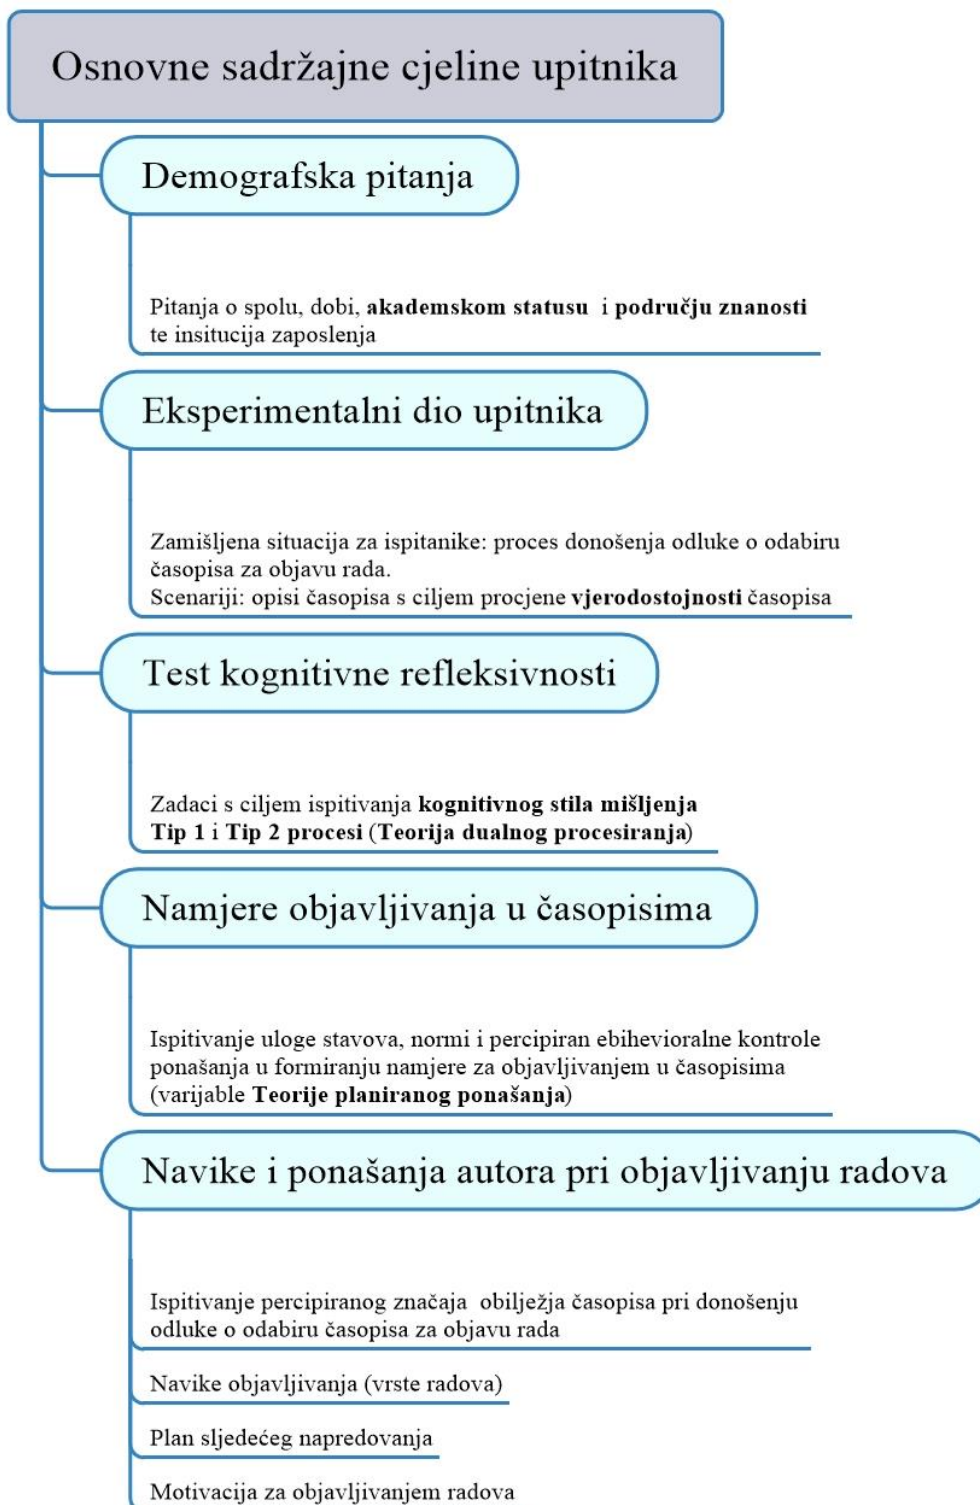 Osnovne sadržajne cjeline upitnika
Demografska pitanja
Pitanja o spolu, dobi, akademskom statusu i području znanosti
te insitucija zaposlenja
Eksperimentalni dio upitnika
Zamišljena situacija za ispitanike: proces donošenja odluke o odabiru
časopisa za objavu rada.
Scenariji: opisi časopisa s ciljem procjene vjerodostojnosti časopisa
Test kognitivne refleksivnosti
Zadaci s ciljem ispitivanja kognitivnog stila mišljenja
Tip 1 i Tip 2 procesi (Teorija dualnog procesiranja)
Namjere objavljivanja u časopisima
Ispitivanje uloge stavova, normi i percipiran ebihevioralne kontrole
ponašanja u formiranju namjere za objavljivanjem u časopisima
(varijable Teorije planiranog ponašanja)
Navike i ponašanja autora pri objavljivanju radova
Ispitivanje percipiranog značaja obilježja časopisa pri donošenju
odluke o odabiru časopisa za objavu rada
Navike objavljivanja (vrste radova)
Plan sljedećeg napredovanja
Motivacija za objavljivanjem radova